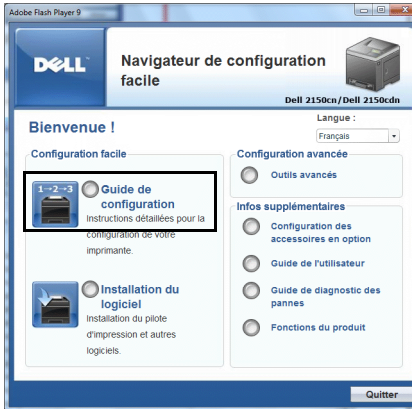 Adobe Flash Player 9
DELL
Navigateur de configuration
facile
Dell 2150cn/Dell 2150cdn
Bienvenue !
Langue :
Français
Configuration facile
1→2→3
Guide de
configuration
Instructions détaillées pour la
configuration de votre
imprimante.
Installation du
logiciel
Installation du pilote
d'impression et autres
logiciels.
Configuration avancée
Outils avancés
Infos supplémentaires
Configuration des
accessoires en option
Guide de l'utilisateur
Guide de diagnostic des
pannes
Fonctions du produit
Quitter